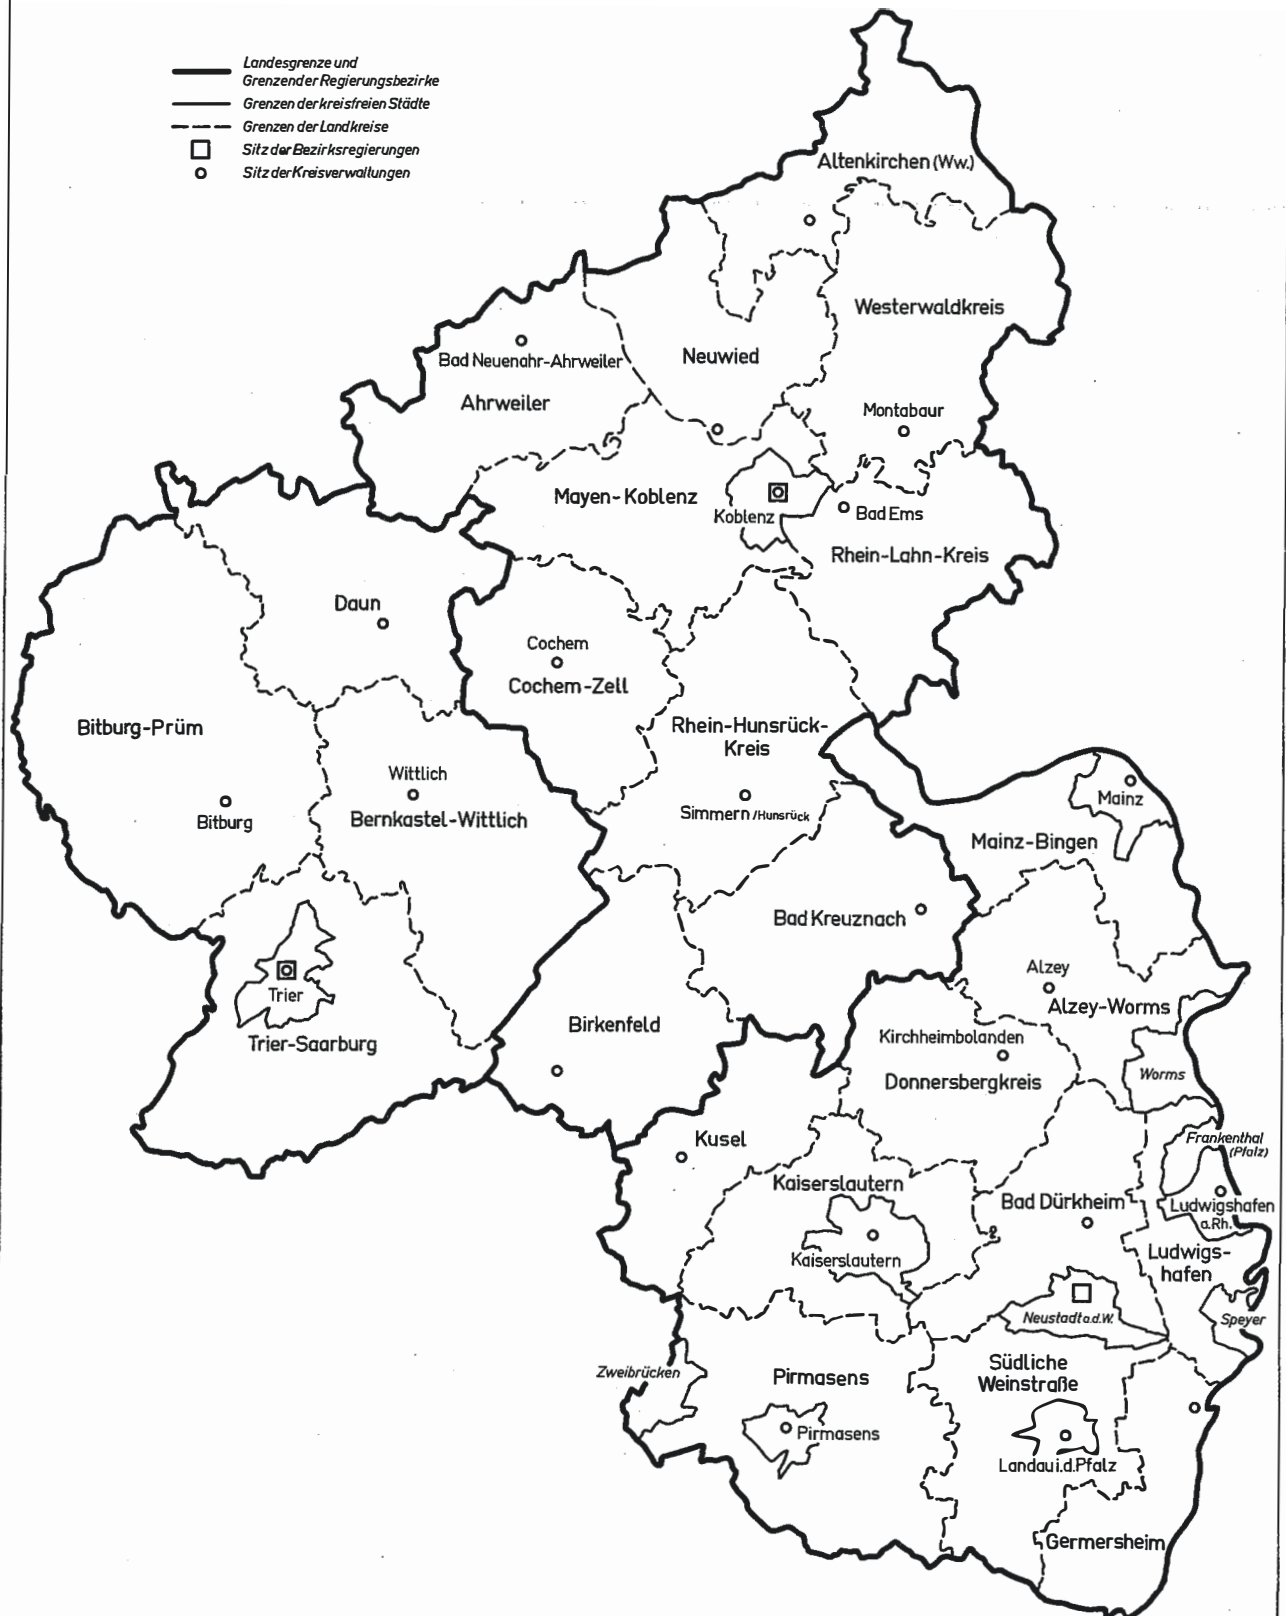 Landesgrenze und
Grenzen der Regierungsbezirke
Grenzen der kreisfreien Städte
Grenzen der Landkreise
Sitz der Bezirksregierungen
Sitz der Kreisverwaltungen
Altenkirchen (Ww.)
Westerwaldkreis
Neuwied
Bad Neuenahr-Ahrweiler
Ahrweiler
Montabaur
Mayen-Koblenz
Koblenz
Bad Ems
Rhein-Lahn-Kreis
Daun
Cochem
Cochem-Zell
Bitburg-Prüm
Rhein-Hunsrück-
Kreis
Wittlich
Bitburg
Bernkastel-Wittlich
Simmern/Hunsrück
Mainz
Mainz-Bingen
Bad Kreuznach
Alzey
Alzey-Worms
Trier
Trier-Saarburg
Birkenfeld
Kirchheimbolanden
Donnersbergkreis
Worms
Kusel
Frankenthal
(Pfalz)
Kaiserslautern
Bad Dürkheim
Ludwigshafen
a.Rh.
Kaiserslautern
Ludwigs-
hafen
Neustadt a.d.W.
Speyer
Zweibrücken
Pirmasens
Südliche
Weinstraße
Pirmasens
Landau i.d.Pfalz
Germersheim